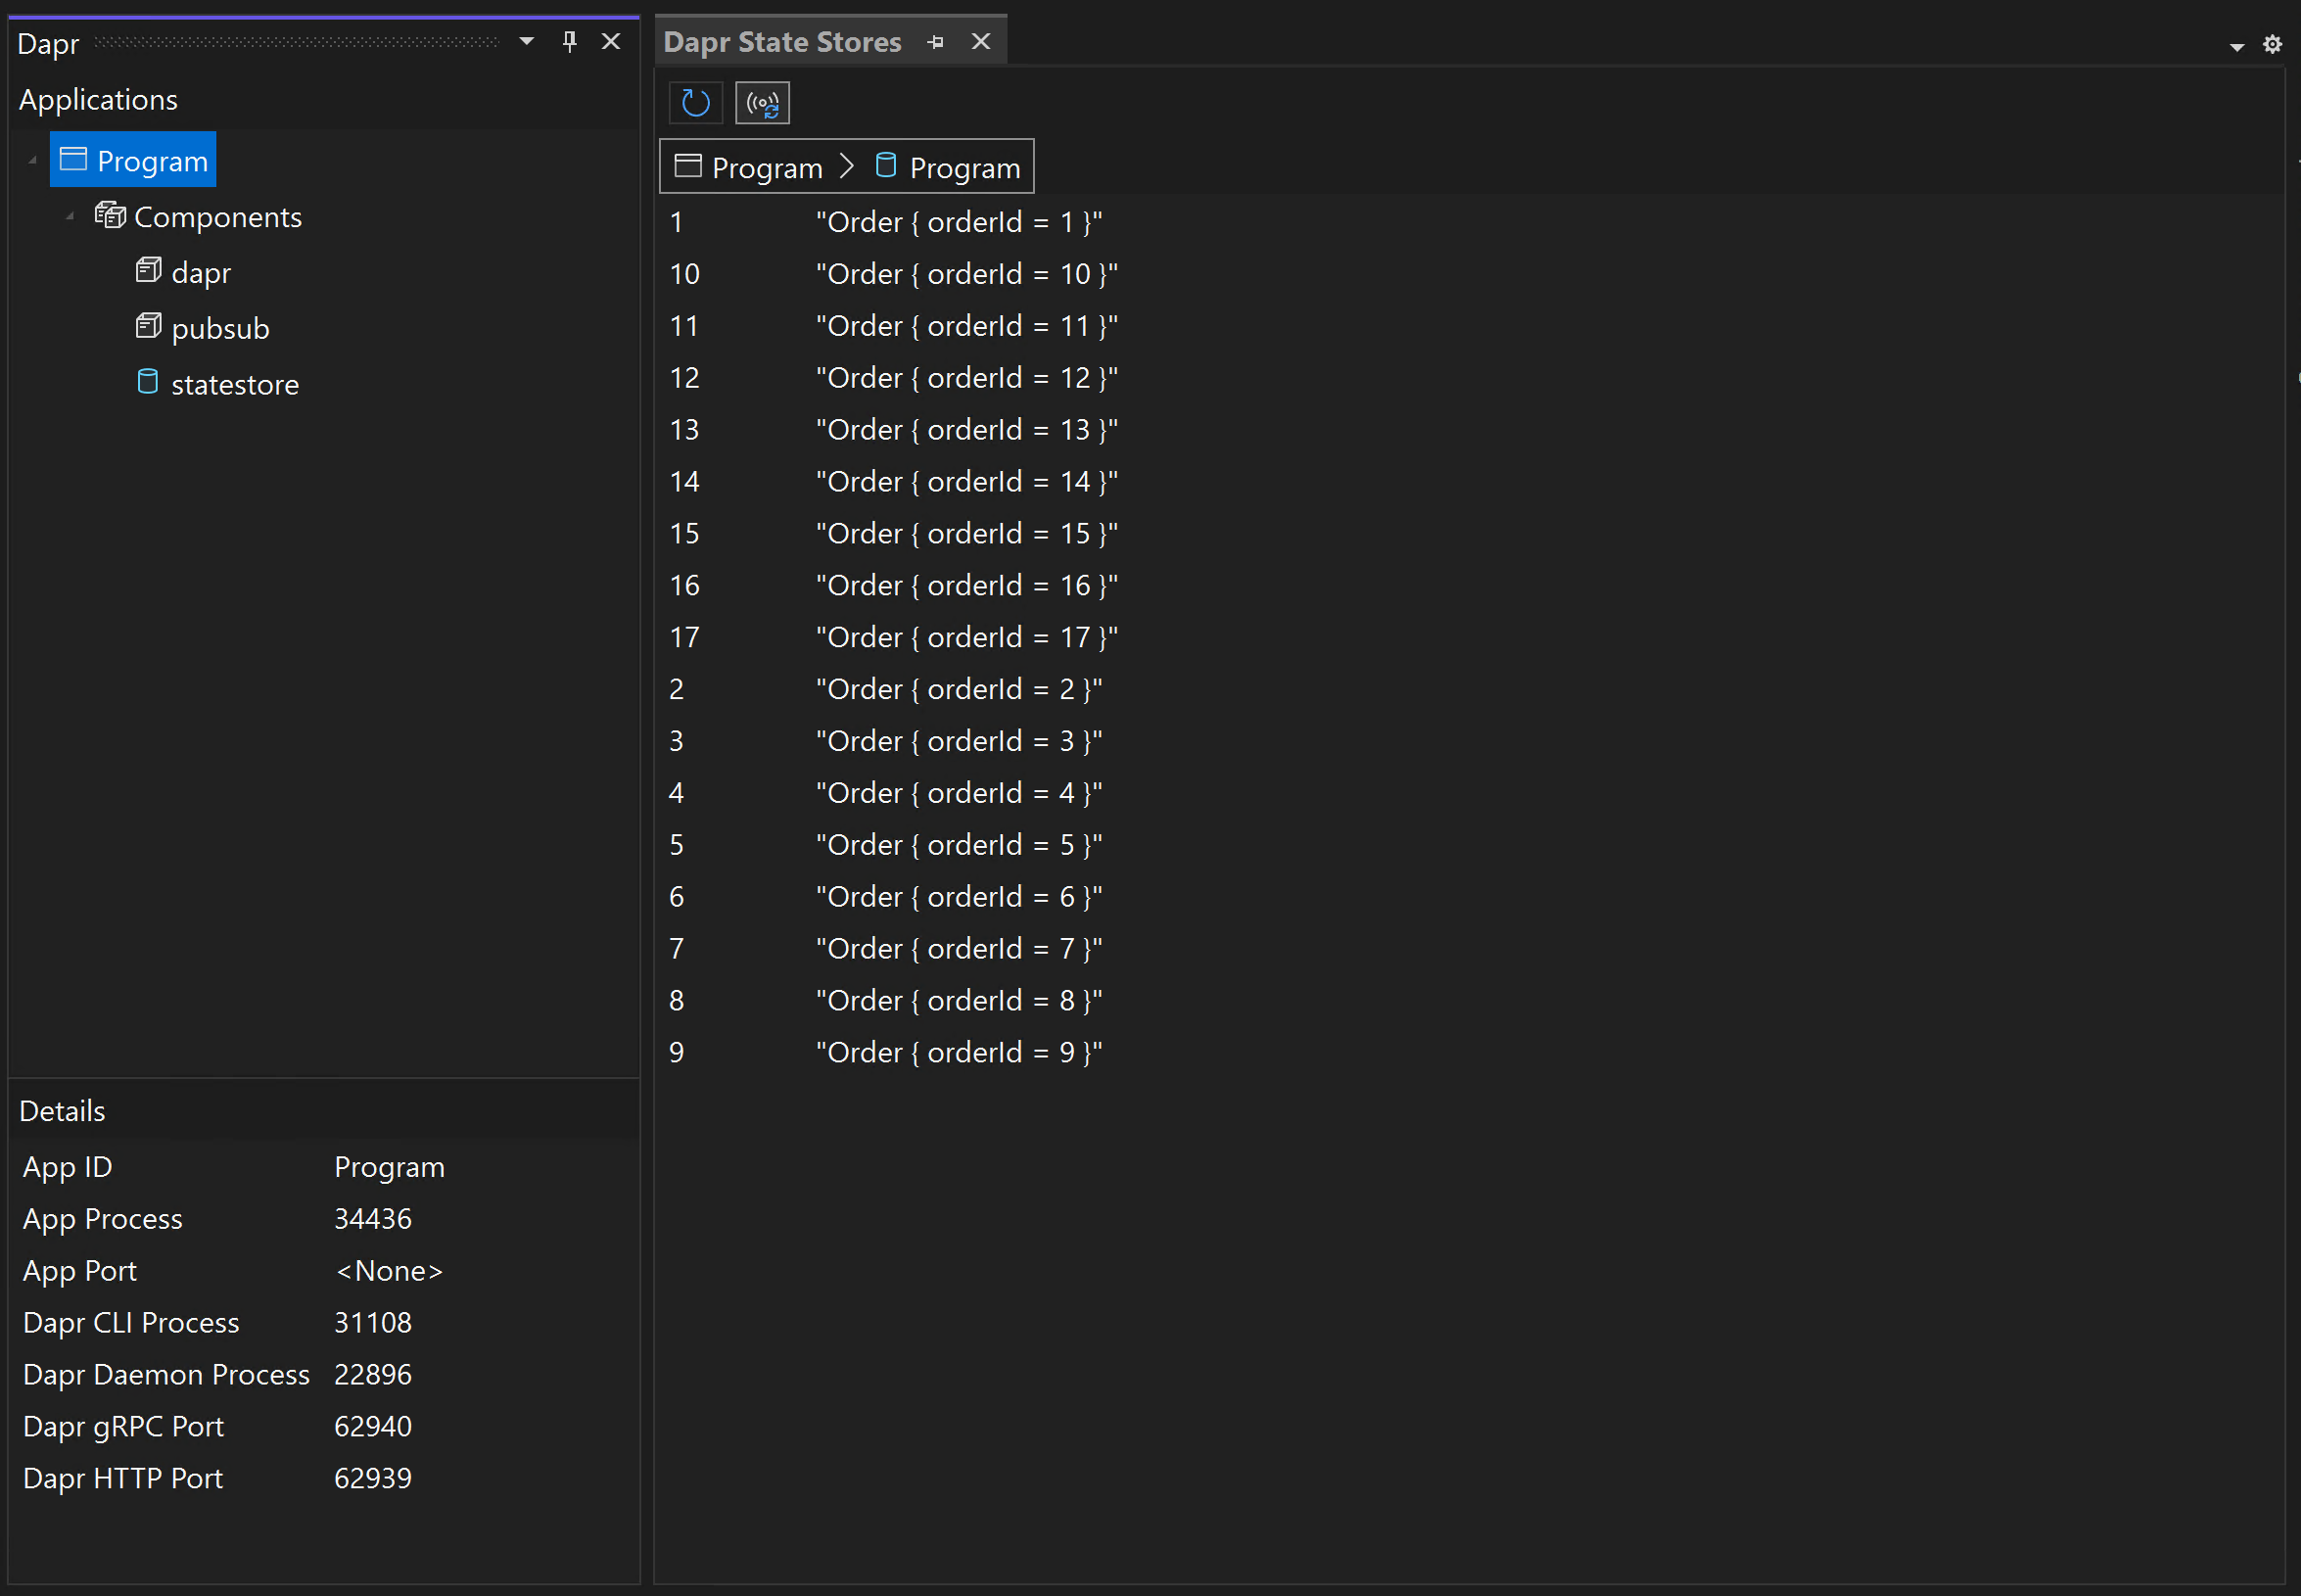 Dapr
Applications
Program
Components
dapr
pubsub
statestore
Details
App ID Program
App Process 34436
App Port <None>
Dapr CLI Process 31108
Dapr Daemon Process 22896
Dapr gRPC Port 62940
Dapr HTTP Port 62939
Dapr State Stores
Program > Program
1 "Order { orderId = 1 }"
10 "Order { orderId = 10 }"
11 "Order { orderId = 11 }"
12 "Order { orderId = 12 }"
13 "Order { orderId = 13 }"
14 "Order { orderId = 14 }"
15 "Order { orderId = 15 }"
16 "Order { orderId = 16 }"
17 "Order { orderId = 17 }"
2 "Order { orderId = 2 }"
3 "Order { orderId = 3 }"
4 "Order { orderId = 4 }"
5 "Order { orderId = 5 }"
6 "Order { orderId = 6 }"
7 "Order { orderId = 7 }"
8 "Order { orderId = 8 }"
9 "Order { orderId = 9 }"